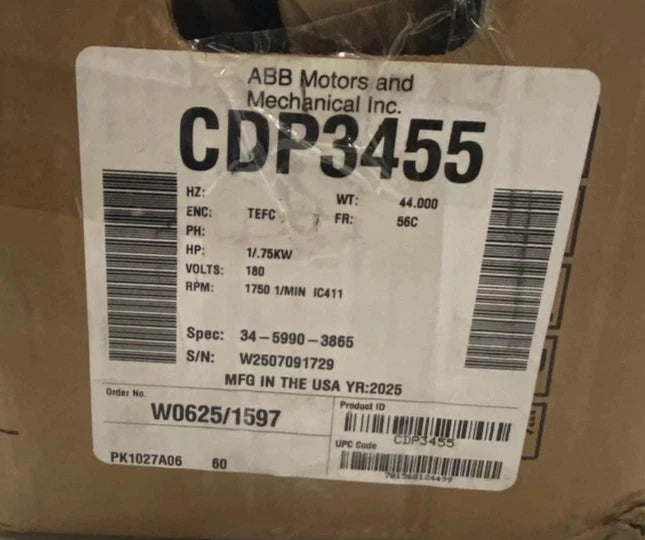 ABB Motors and
Mechanical Inc.
CDP3455
HZ:
WT: 44.000
ENC: TEFC
FR: 56C
PH:
HP: 1/.75KW
VOLTS: 180
RPM: 1750 1/MIN IC411
Spec: 34-5990-3865
S/N: W2507091729
MFG IN THE USA YR:2025
Order No.
W0625/1597
PK1027A06 60
Product ID
CDP3455
UPC Code
781568124499